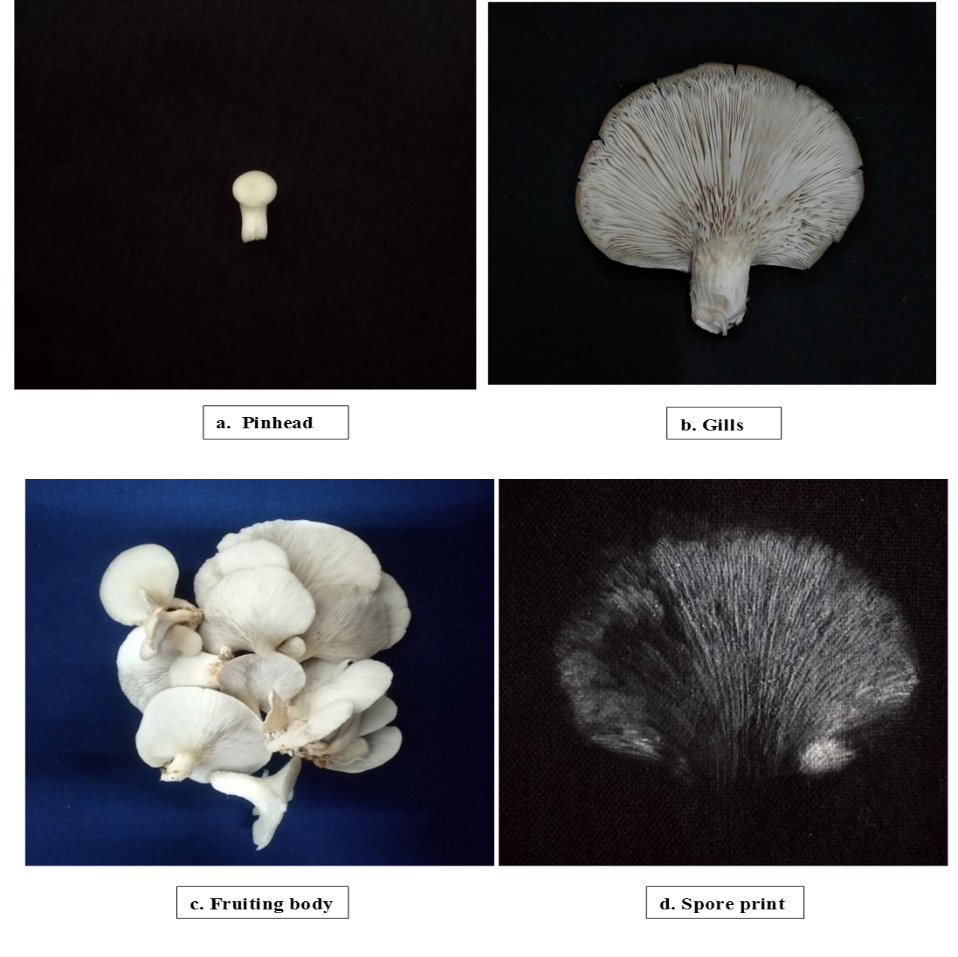 a. Pinhead
b. Gills
c. Fruiting body
d. Spore print